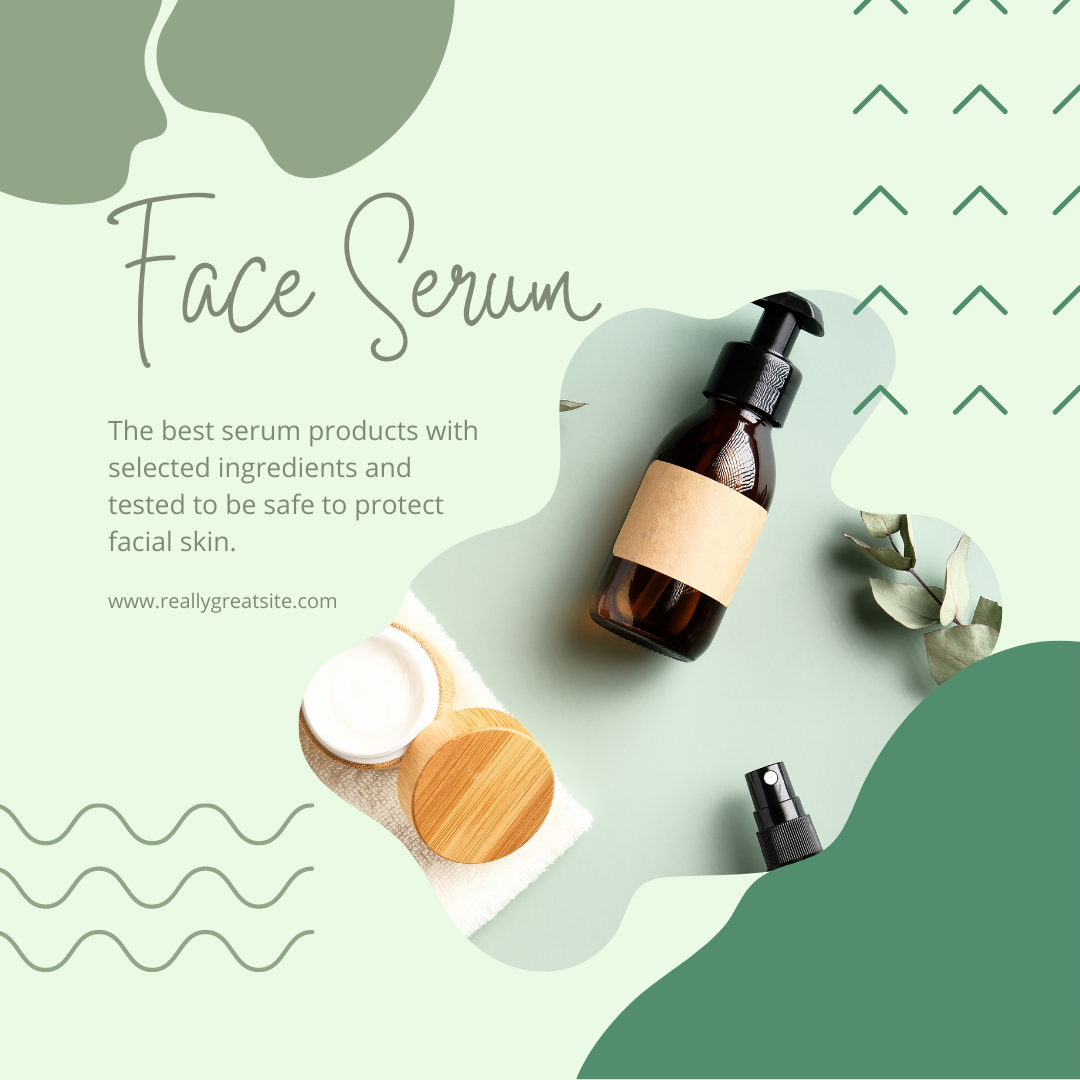 Face Serum
The best serum products with
selected ingredients and
tested to be safe to protect
facial skin.
www.reallygreatsite.com